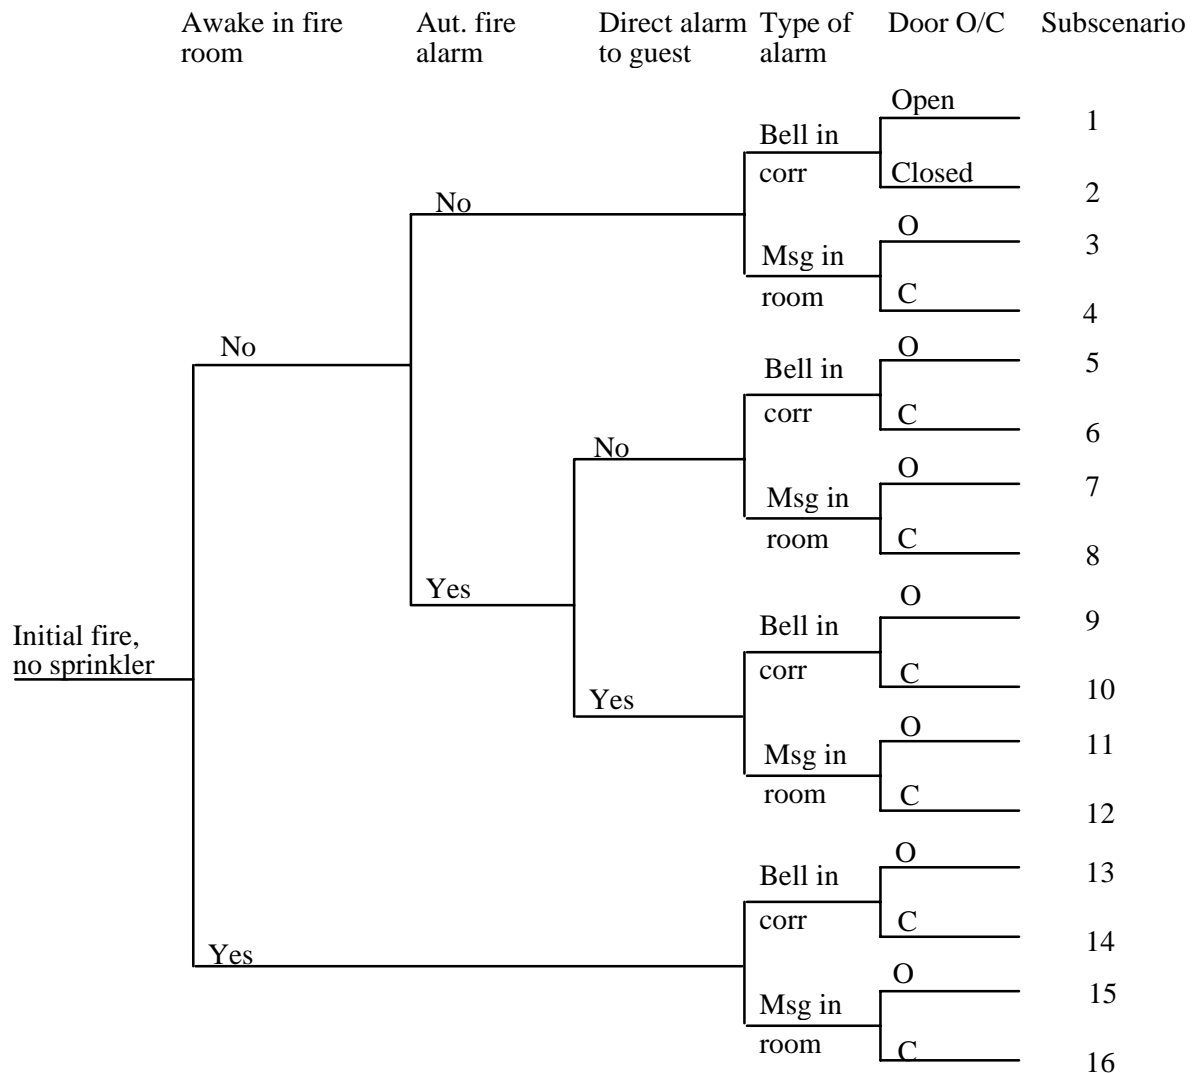 Awake in fire room
Aut. fire alarm
Direct alarm to guest
Type of alarm
Door O/C
Subscenario
Open
1
Bell in
corr
Closed
2
No
O
3
Msg in
room
C
4
No
O
5
Bell in
corr
C
6
No
O
7
Msg in
room
C
8
Yes
O
9
Bell in
corr
C
10
Initial fire,
no sprinkler
Yes
O
11
Msg in
room
C
12
O
13
Bell in
corr
C
14
Yes
O
15
Msg in
room
C
16